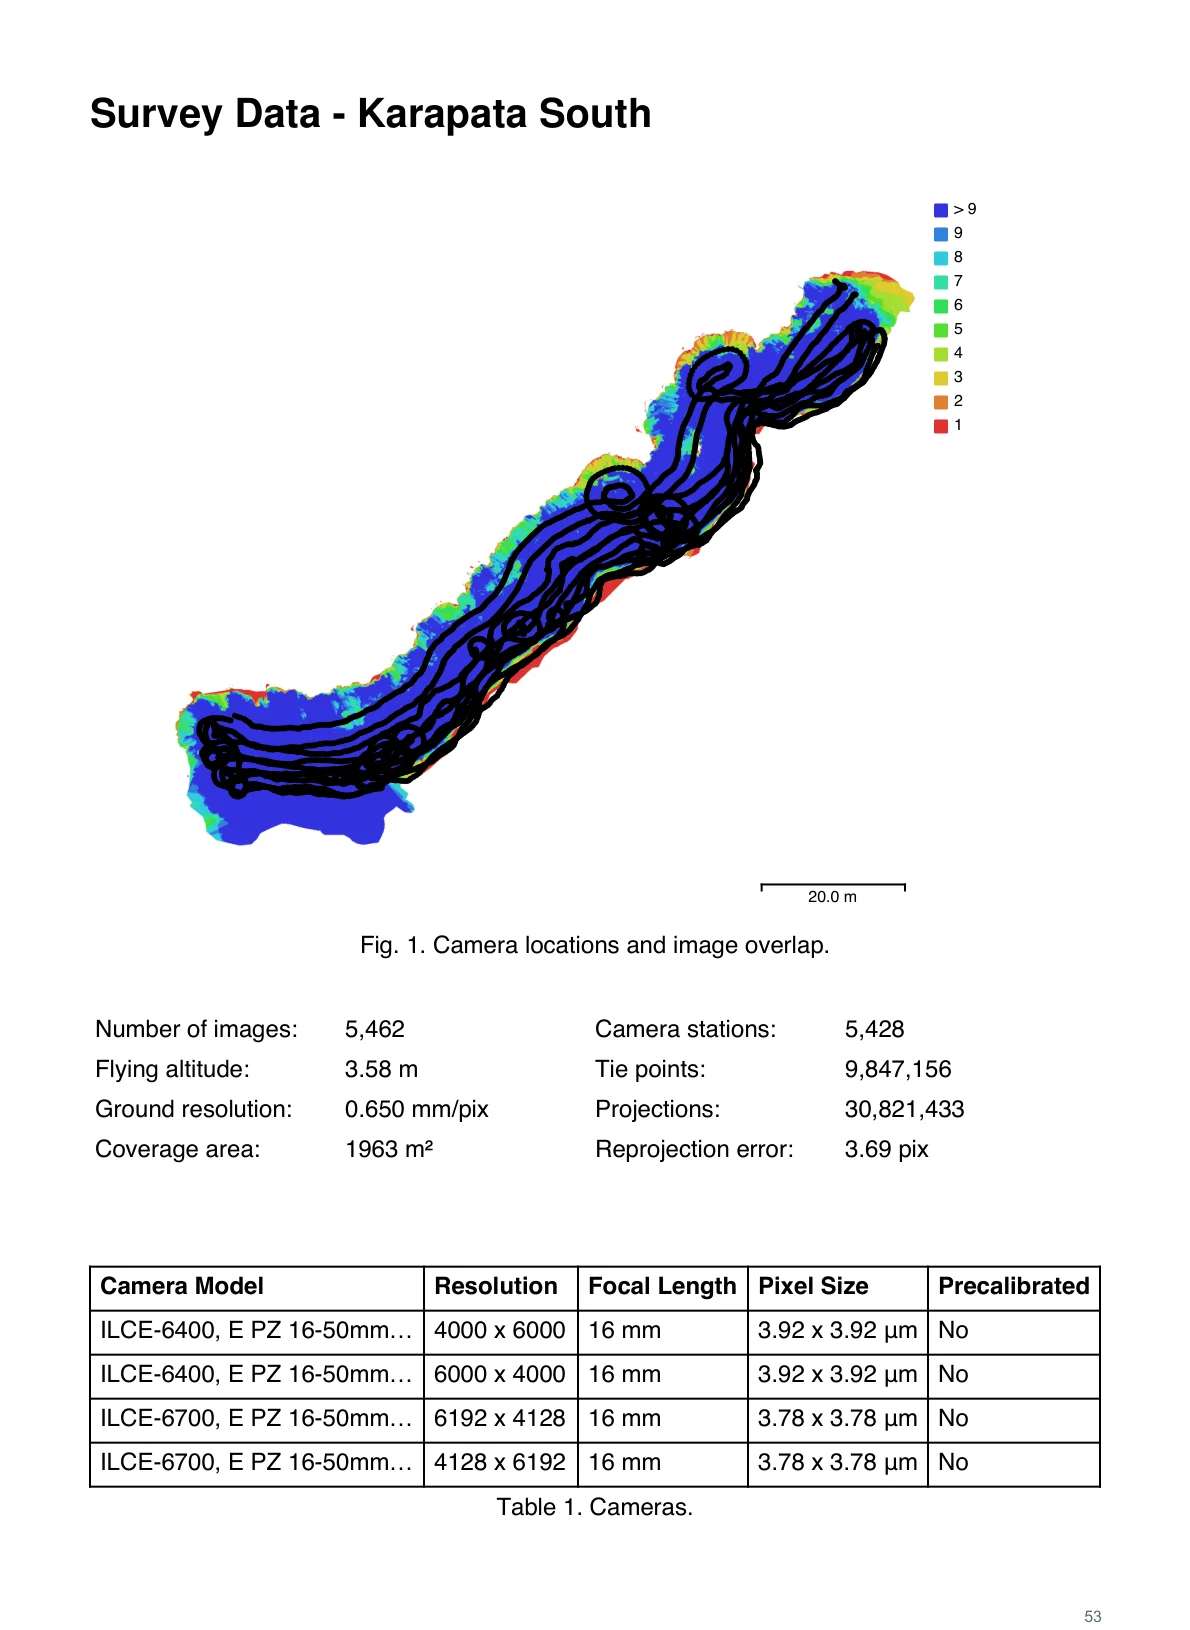 Survey Data - Karapata South
> 9
9
8
7
6
5
4
3
2
1
20.0 m
Fig. 1. Camera locations and image overlap.
Number of images: 5,462 Camera stations: 5,428
Flying altitude: 3.58 m Tie points: 9,847,156
Ground resolution: 0.650 mm/pix Projections: 30,821,433
Coverage area: 1963 m² Reprojection error: 3.69 pix
Camera Model Resolution Focal Length Pixel Size Precalibrated
ILCE-6400, E PZ 16-50mm… 4000 x 6000 16 mm 3.92 x 3.92 μm No
ILCE-6400, E PZ 16-50mm… 6000 x 4000 16 mm 3.92 x 3.92 μm No
ILCE-6700, E PZ 16-50mm… 6192 x 4128 16 mm 3.78 x 3.78 μm No
ILCE-6700, E PZ 16-50mm… 4128 x 6192 16 mm 3.78 x 3.78 μm No
Table 1. Cameras.
53